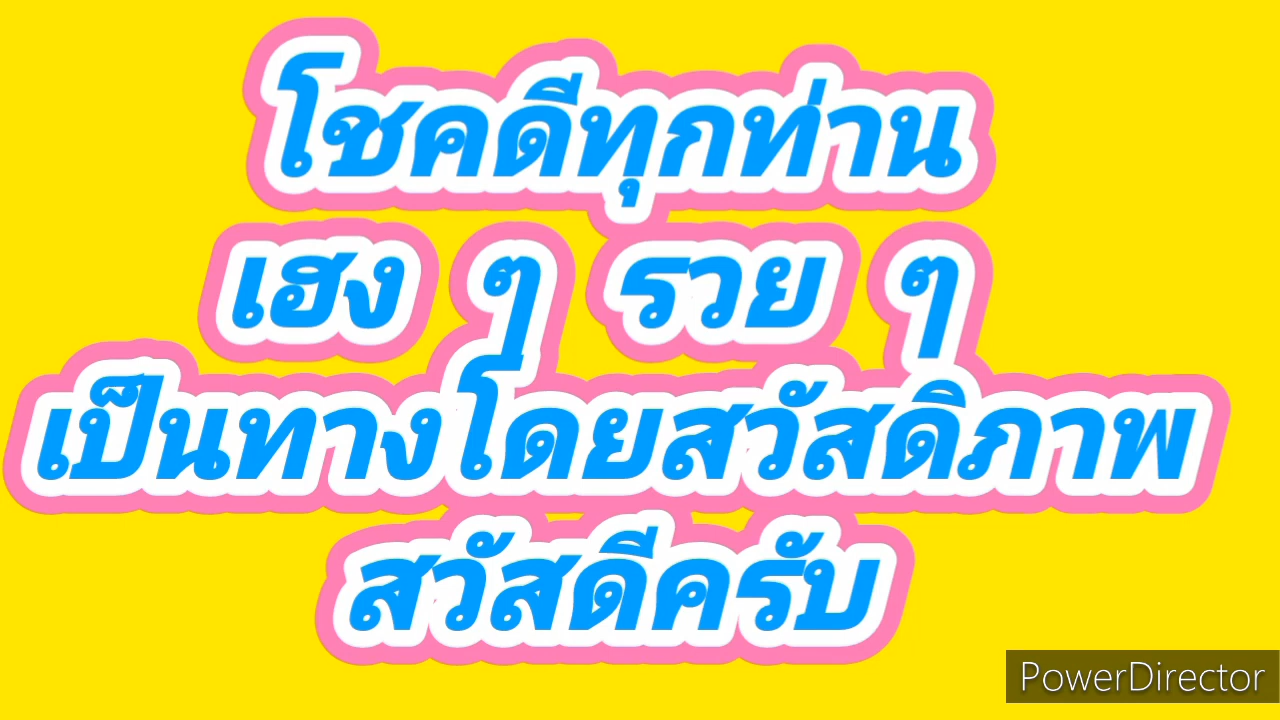 โชคดีทุกท่าน
เฮง ๆ รวย ๆ
เป็นทางโดยสวัสดิภาพ
สวัสดีครับ
PowerDirector